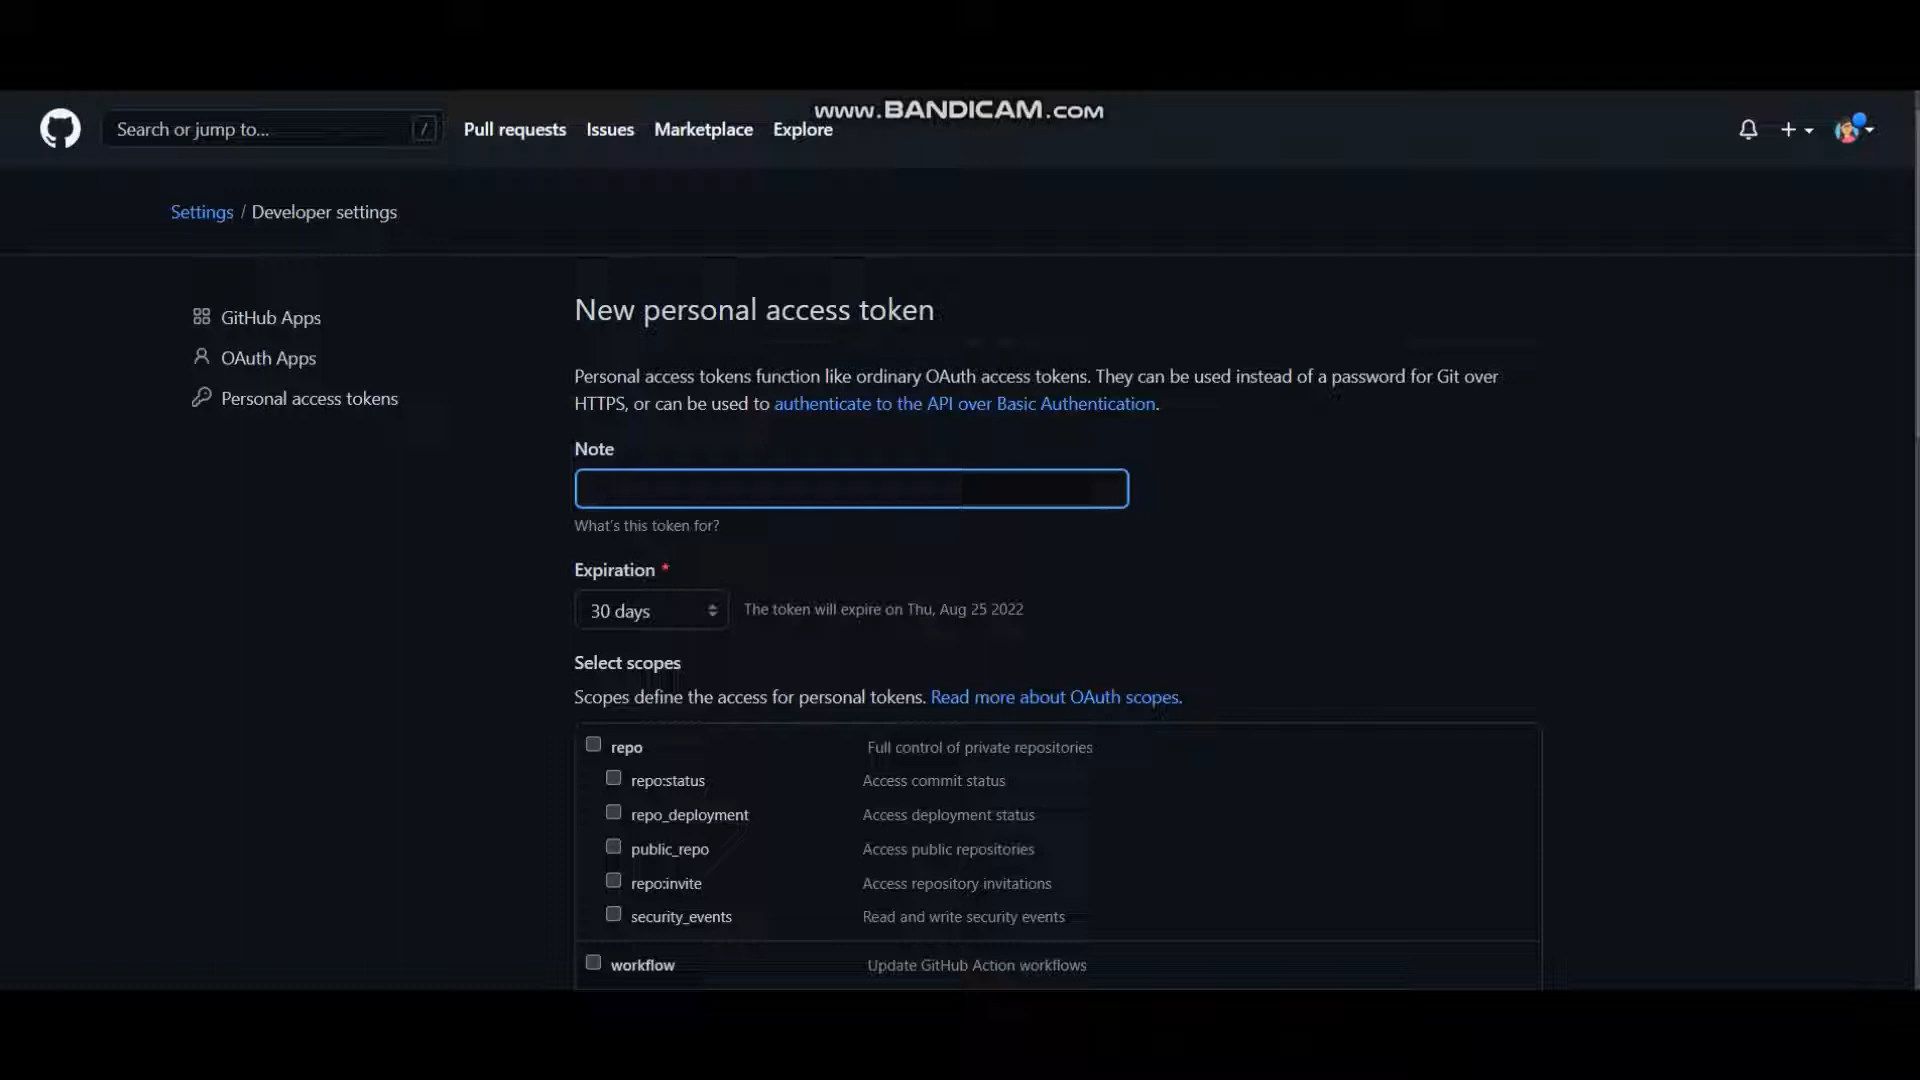 www.BANDICAM.com
Search or jump to... /
Pull requests Issues Marketplace Explore
Settings / Developer settings
GitHub Apps
OAuth Apps
Personal access tokens
New personal access token
Personal access tokens function like ordinary OAuth access tokens. They can be used instead of a password for Git over
HTTPS, or can be used to authenticate to the API over Basic Authentication.
Note
What's this token for?
Expiration *
30 days The token will expire on Thu, Aug 25 2022
Select scopes
Scopes define the access for personal tokens. Read more about OAuth scopes.
repo Full control of private repositories
repo:status Access commit status
repo_deployment Access deployment status
public_repo Access public repositories
repo:invite Access repository invitations
security_events Read and write security events
workflow Update GitHub Action workflows